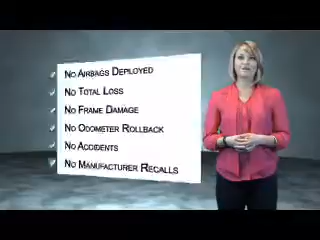 No Airbags Deployed
No Total Loss
No Frame Damage
No Odometer Rollback
No Accidents
No Manufacturer Recalls